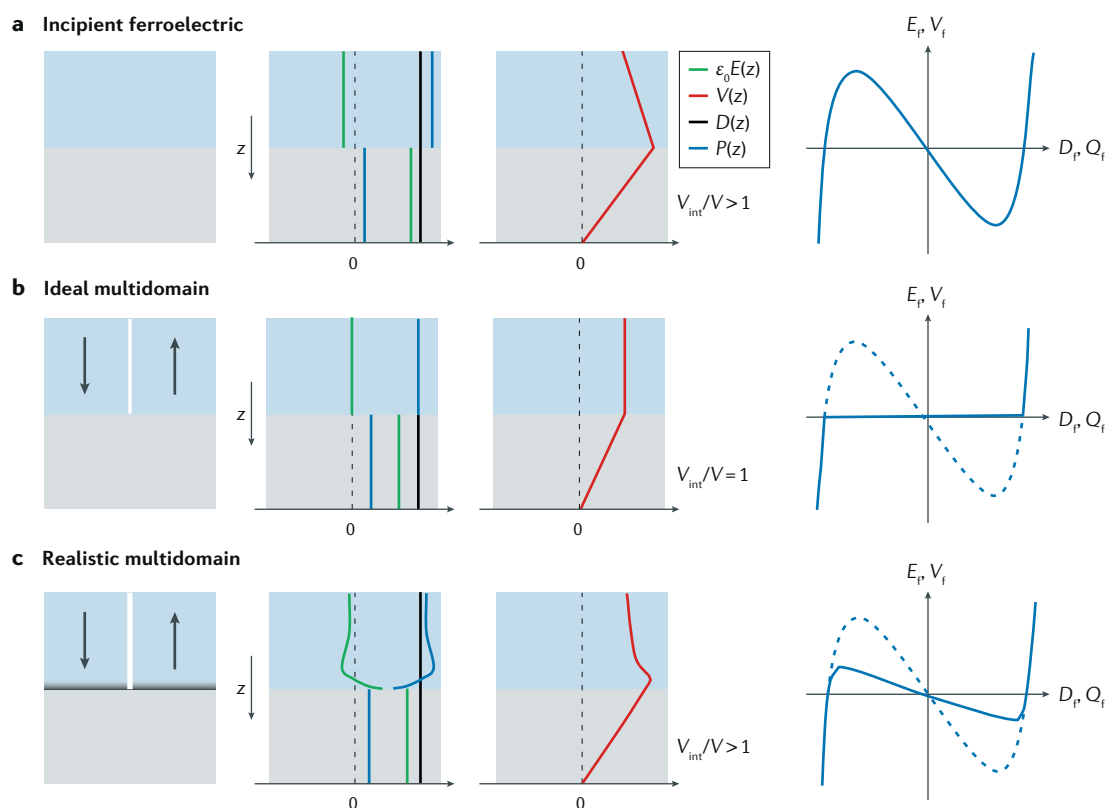 a Incipient ferroelectric
z
0
0
ε₀E(z)
V(z)
D(z)
P(z)
V_int/V > 1
E_f, V_f
D_f, Q_f
b Ideal multidomain
z
0
0
V_int/V = 1
E_f, V_f
D_f, Q_f
c Realistic multidomain
z
0
0
V_int/V > 1
E_f, V_f
D_f, Q_f